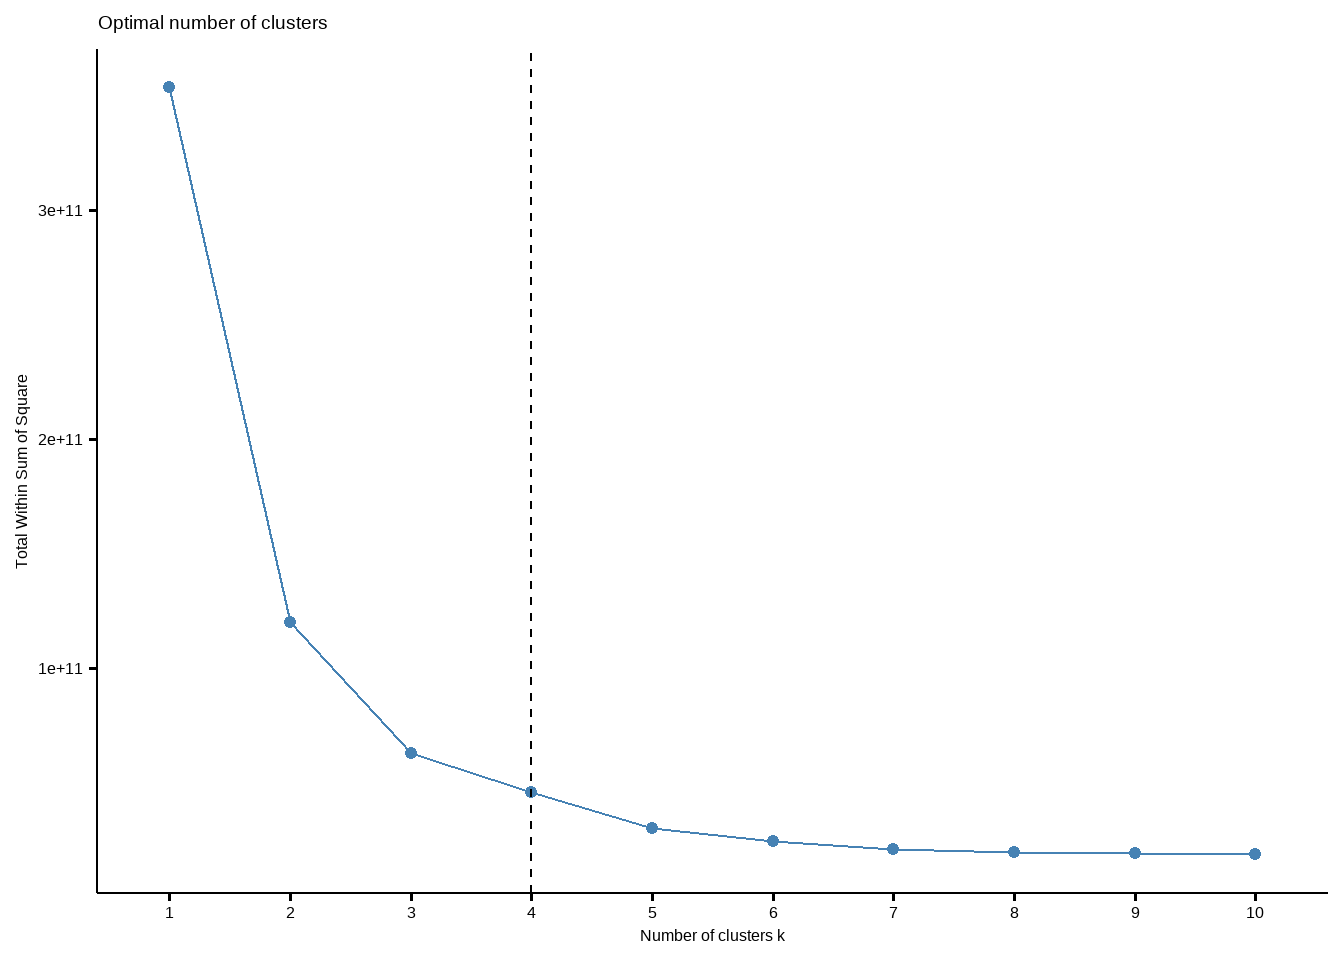 Optimal number of clusters
Total Within Sum of Square
3e+11
2e+11
1e+11
1 2 3 4 5 6 7 8 9 10
Number of clusters k